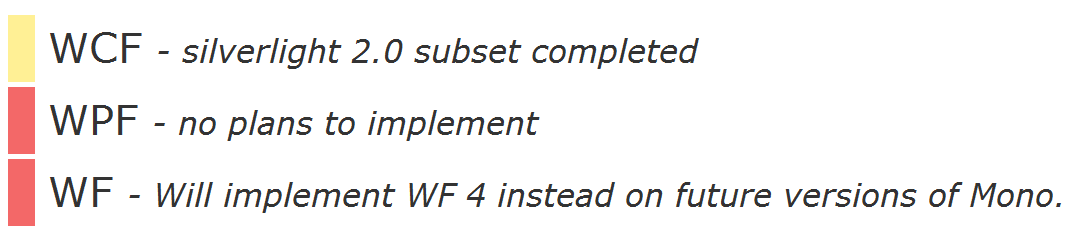 WCF - silverlight 2.0 subset completed
WPF - no plans to implement
WF - Will implement WF 4 instead on future versions of Mono.